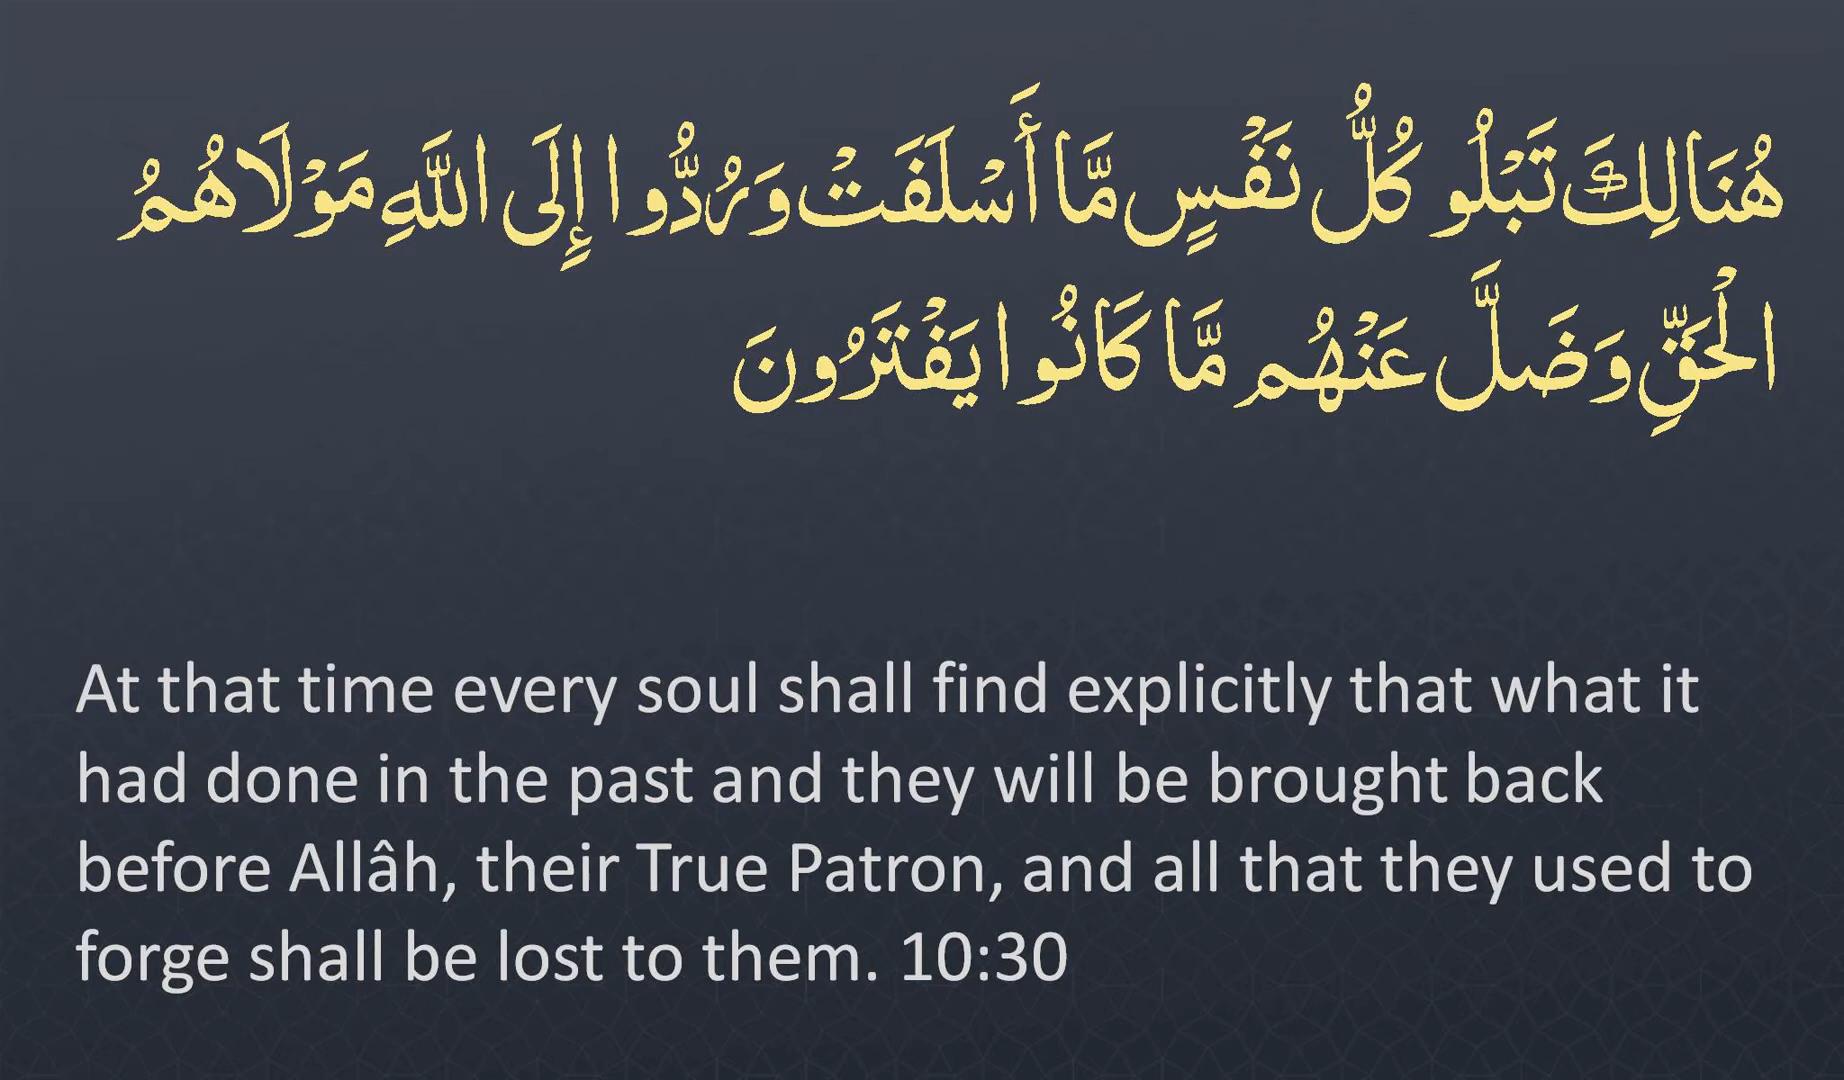 هُنَالِكَ تَبْلُو كُلُّ نَفْسٍ مَّا أَسْلَفَتْ وَرُدُّوا إِلَى اللَّهِ مَوْلَاهُمُ
الْحَقِّ وَضَلَّ عَنْهُم مَّا كَانُوا يَفْتَرُونَ
At that time every soul shall find explicitly that what it
had done in the past and they will be brought back
before Allâh, their True Patron, and all that they used to
forge shall be lost to them. 10:30